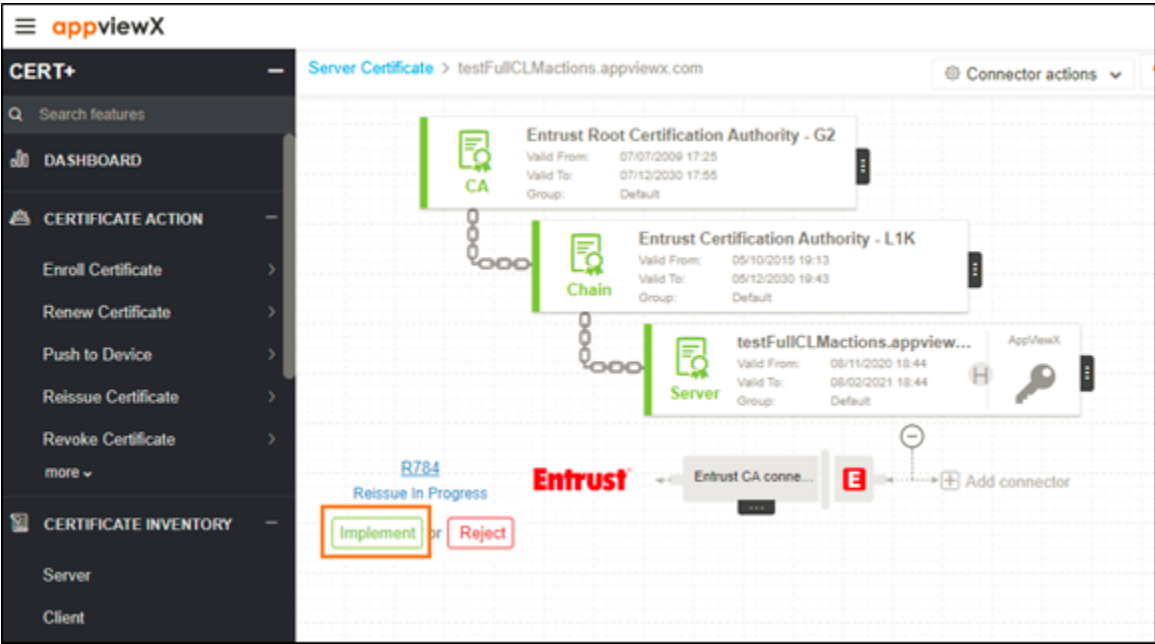 appviewX
CERT+
Search features
DASHBOARD
CERTIFICATE ACTION
Enroll Certificate
Renew Certificate
Push to Device
Reissue Certificate
Revoke Certificate
more
CERTIFICATE INVENTORY
Server
Client
Server Certificate > testFullCLMactions.appviewx.com
Connector actions
Entrust Root Certification Authority - G2
Valid From: 07/07/2009 17:25
Valid To: 07/12/2030 17:55
Group: Default
CA
Entrust Certification Authority - L1K
Valid From: 05/10/2015 19:13
Valid To: 05/12/2030 19:43
Group: Default
Chain
testFullCLMactions.appview...
Valid From: 08/11/2020 18:44
Valid To: 08/02/2021 18:44
Group: Default
Server
H
AppViewX
R784
Reissue In Progress
Implement or Reject
Entrust
Entrust CA conne...
E
Add connector